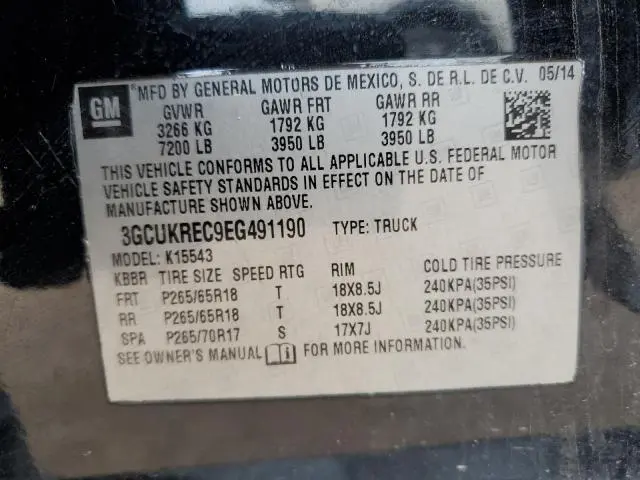 GM
MFD BY GENERAL MOTORS DE MEXICO, S. DE R.L. DE C.V. 05/14
GVWR GAWR FRT GAWR RR
3266 KG 1792 KG 1792 KG
7200 LB 3950 LB 3950 LB
THIS VEHICLE CONFORMS TO ALL APPLICABLE U.S. FEDERAL MOTOR
VEHICLE SAFETY STANDARDS IN EFFECT ON THE DATE OF
MANUFACTURE SHOWN ABOVE.
3GCUKREC9EG491190 TYPE: TRUCK
MODEL: K15543
KBBR TIRE SIZE SPEED RTG RIM COLD TIRE PRESSURE
FRT P265/65R18 T 18X8.5J 240KPA(35PSI)
RR P265/65R18 T 18X8.5J 240KPA(35PSI)
SPA P265/70R17 S 17X7J 240KPA(35PSI)
SEE OWNER'S MANUAL FOR MORE INFORMATION.